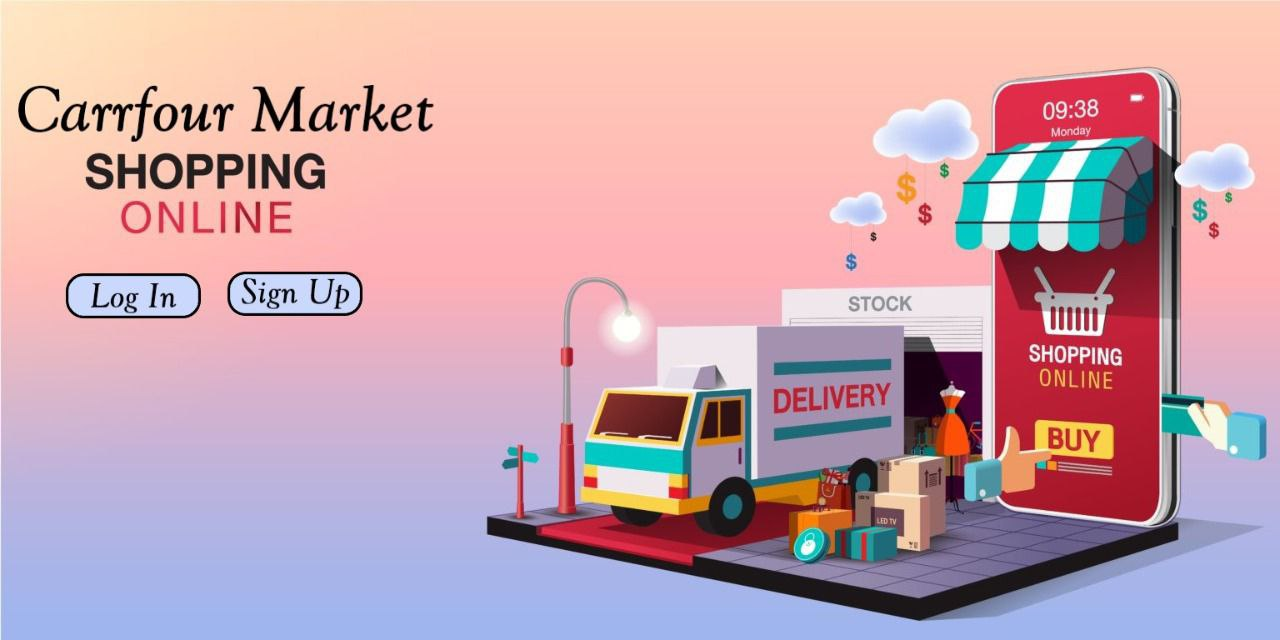 Carrfour Market
SHOPPING
ONLINE
Log In
Sign Up
09:38
Monday
$
$
$
$
$
$
$
$
STOCK
SHOPPING
ONLINE
DELIVERY
BUY
LED TV